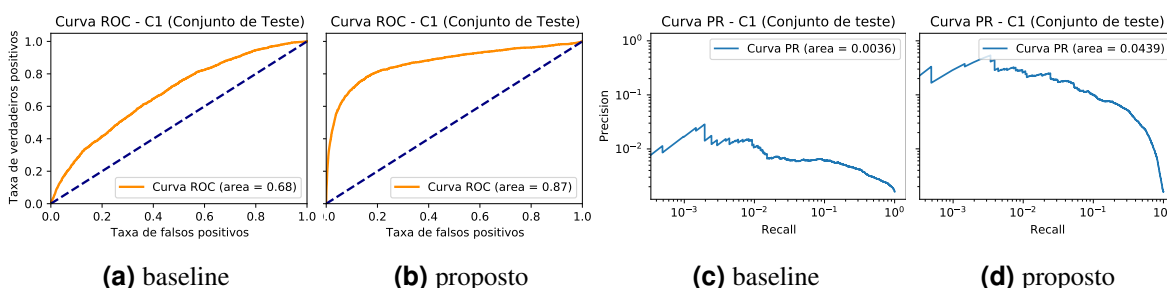 Curva ROC - C1 (Conjunto de Teste)
Taxa de verdadeiros positivos
1.0
0.8
0.6
0.4
0.2
0.0
Curva ROC (area = 0.68)
0.0 0.2 0.4 0.6 0.8 1.0
Taxa de falsos positivos
(a) baseline
Curva ROC - C1 (Conjunto de Teste)
Curva ROC (area = 0.87)
0.0 0.2 0.4 0.6 0.8 1.0
Taxa de falsos positivos
(b) proposto
Curva PR - C1 (Conjunto de teste)
Curva PR (area = 0.0036)
Precision
10⁰
10⁻¹
10⁻²
10⁻³ 10⁻² 10⁻¹ 10⁰
Recall
(c) baseline
Curva PR - C1 (Conjunto de teste)
Curva PR (area = 0.0439)
10⁻³ 10⁻² 10⁻¹ 10
Recall
(d) proposto